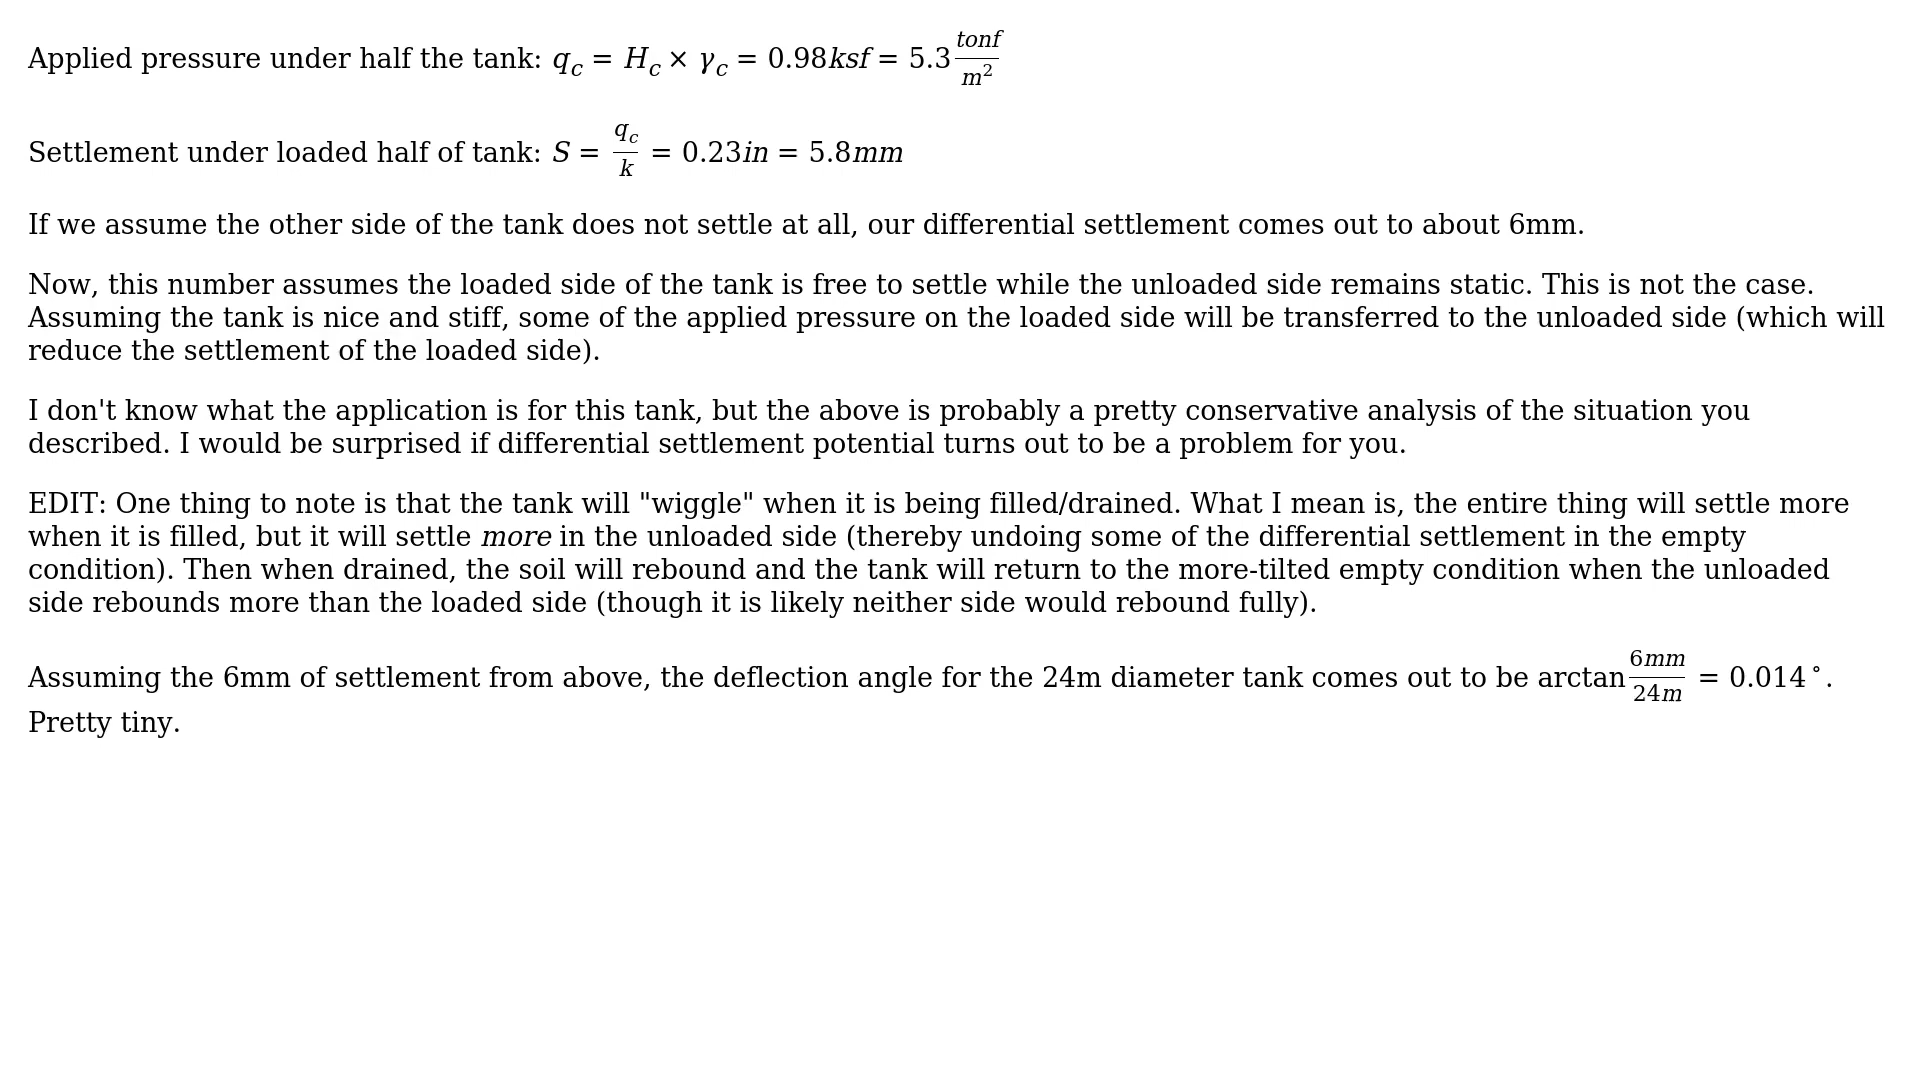 Applied pressure under half the tank: $q_c = H_c \times \gamma_c = 0.98ksf = 5.3\frac{tonf}{m^2}$
Settlement under loaded half of tank: $S = \frac{q_c}{k} = 0.23in = 5.8mm$
If we assume the other side of the tank does not settle at all, our differential settlement comes out to about 6mm.
Now, this number assumes the loaded side of the tank is free to settle while the unloaded side remains static. This is not the case.
Assuming the tank is nice and stiff, some of the applied pressure on the loaded side will be transferred to the unloaded side (which will
reduce the settlement of the loaded side).
I don't know what the application is for this tank, but the above is probably a pretty conservative analysis of the situation you
described. I would be surprised if differential settlement potential turns out to be a problem for you.
EDIT: One thing to note is that the tank will "wiggle" when it is being filled/drained. What I mean is, the entire thing will settle more
when it is filled, but it will settle more in the unloaded side (thereby undoing some of the differential settlement in the empty
condition). Then when drained, the soil will rebound and the tank will return to the more-tilted empty condition when the unloaded
side rebounds more than the loaded side (though it is likely neither side would rebound fully).
Assuming the 6mm of settlement from above, the deflection angle for the 24m diameter tank comes out to be $\arctan\frac{6mm}{24m} = 0.014^\circ$.
Pretty tiny.